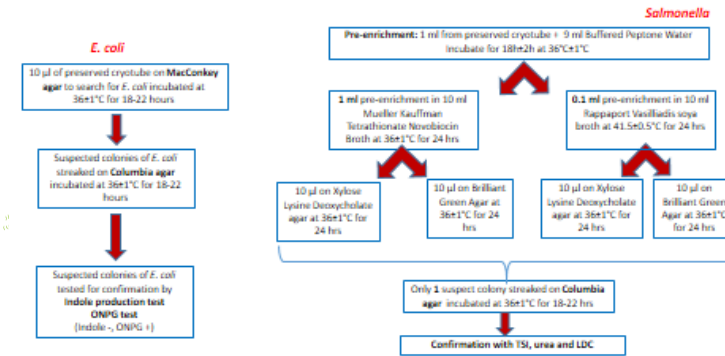 E. coli
10 µl of preserved cryotube on MacConkey
agar to search for E. coli incubated at
36±1°C for 18-22 hours
Suspected colonies of E. coli
streaked on Columbia agar
incubated at 36±1°C for 18-22
hours
Suspected colonies of E. coli
tested for confirmation by
Indole production test
ONPG test
(Indole -, ONPG +)
Salmonella
Pre-enrichment: 1 ml from preserved cryotube + 9 ml Buffered Peptone Water
Incubate for 18h±2h at 36°C±1°C
1 ml pre-enrichment in 10 ml
Mueller Kauffman
Tetrathionate Novobiocin
Broth at 36±1°C for 24 hrs
0.1 ml pre-enrichment in 10 ml
Rappaport Vasilliadis soya
broth at 41.5±0.5°C for 24 hrs
10 µl on Xylose
Lysine Deoxycholate
agar at 36±1°C for
24 hrs
10 µl on Brilliant
Green Agar at
36±1°C for 24
hrs
10 µl on Xylose
Lysine Deoxycholate
agar at 36±1°C for
24 hrs
10 µl on
Brilliant Green
Agar at 36±1°C
for 24 hrs
Only 1 suspect colony streaked on Columbia
agar incubated at 36±1°C for 18-22 hrs
Confirmation with TSI, urea and LDC